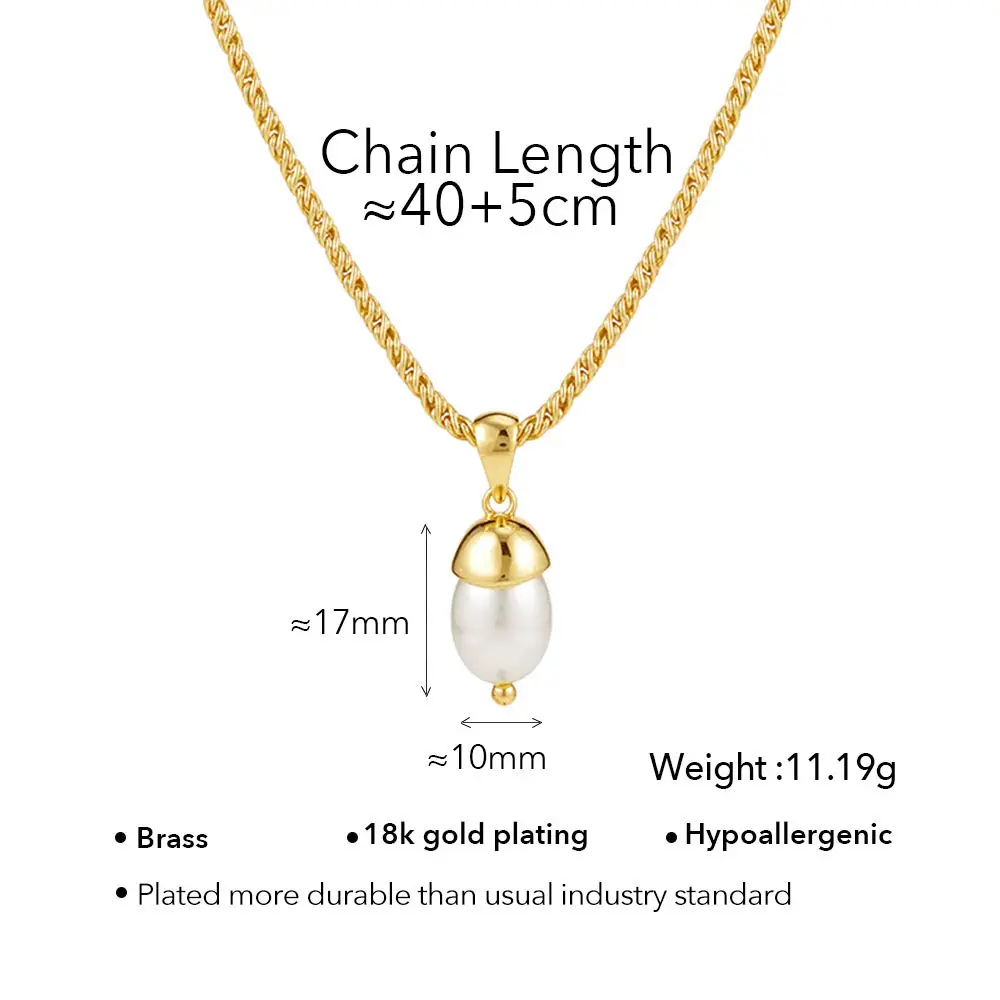 Chain Length
≈40+5cm
≈17mm
≈10mm
Weight :11.19g
• Brass
• 18k gold plating
• Hypoallergenic
• Plated more durable than usual industry standard